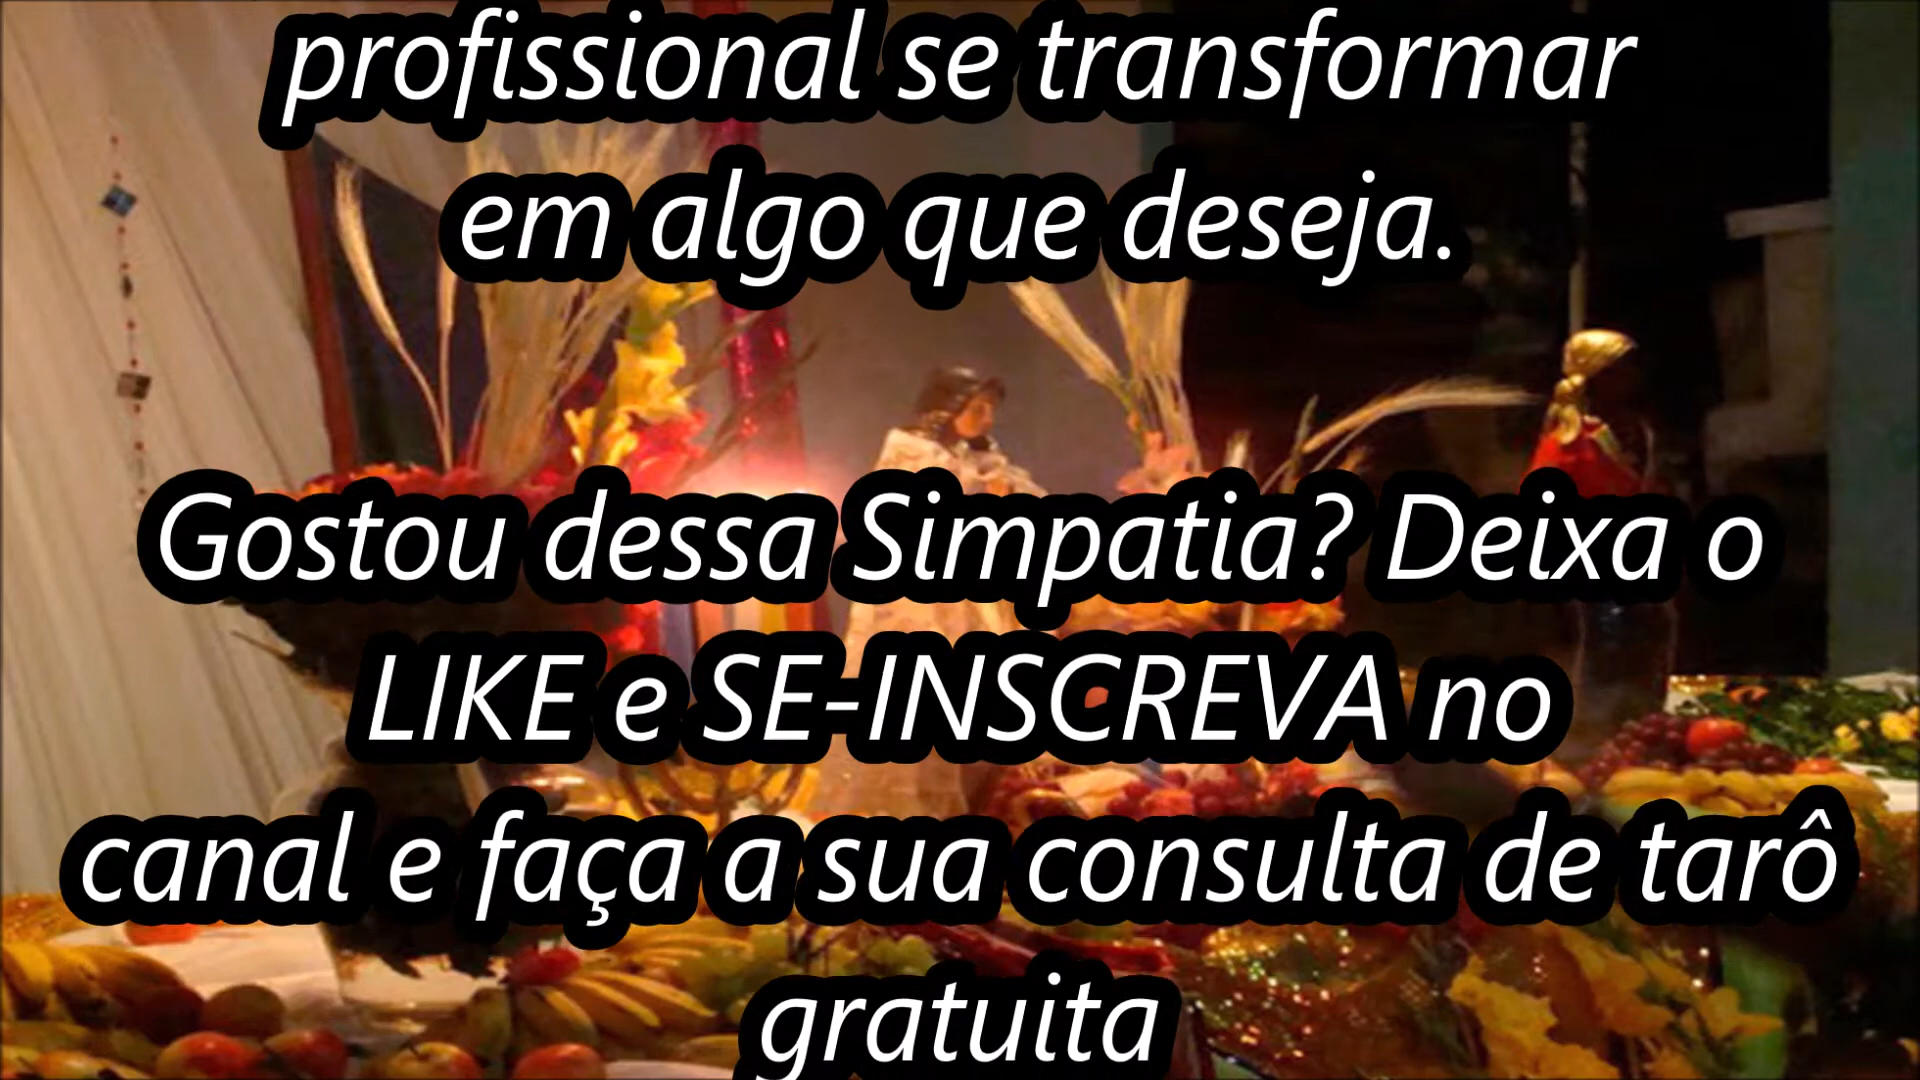 profissional se transformar
em algo que deseja.
Gostou dessa Simpatia? Deixa o
LIKE e SE-INSCREVA no
canal e faça a sua consulta de tarô
gratuita